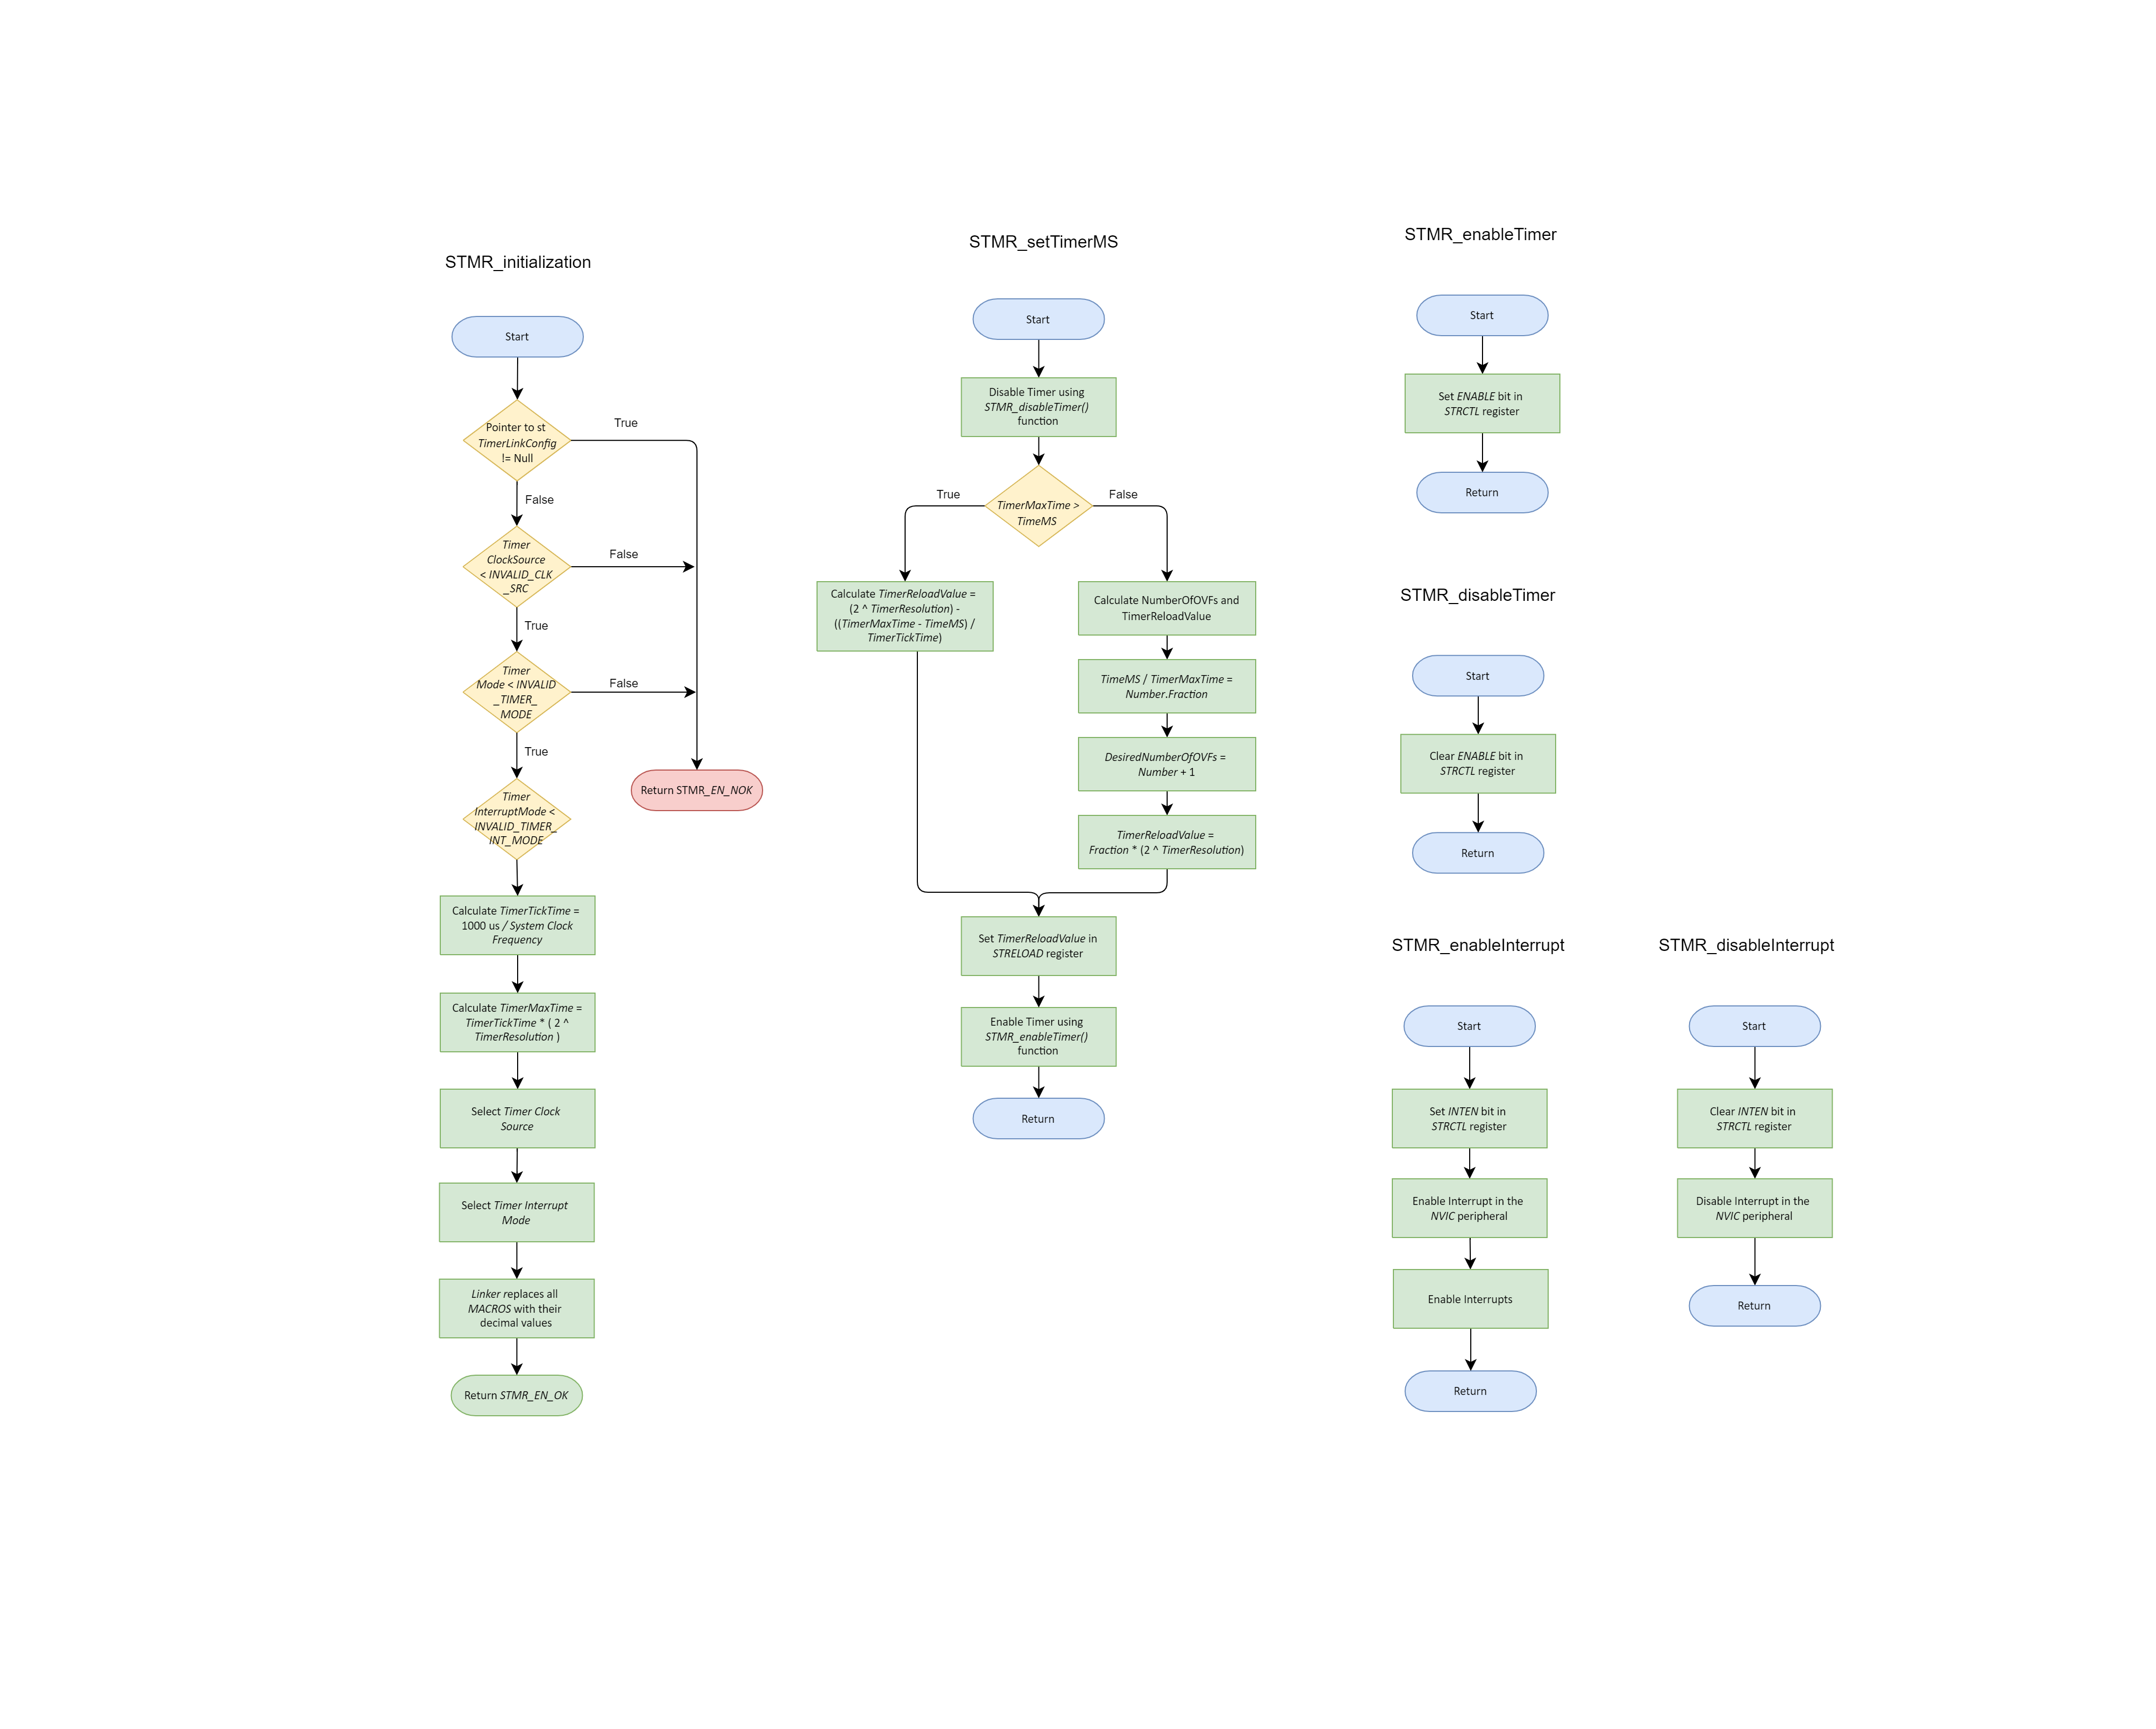 STMR_initialization
Start
Pointer to st
TimerLinkConfig
!= Null
True
False
Timer
ClockSource
< INVALID_CLK
_SRC
False
True
Timer
Mode < INVALID
_TIMER_
MODE
False
True
Timer
InterruptMode <
INVALID_TIMER_
INT_MODE
Return STMR_EN_NOK
Calculate TimerTickTime =
1000 us / System Clock
Frequency
Calculate TimerMaxTime =
TimerTickTime * ( 2 ^
TimerResolution )
Select Timer Clock
Source
Select Timer Interrupt
Mode
Linker replaces all
MACROS with their
decimal values
Return STMR_EN_OK
STMR_setTimerMS
Start
Disable Timer using
STMR_disableTimer()
function
TimerMaxTime >
TimeMS
True
False
Calculate TimerReloadValue =
(2 ^ TimerResolution) -
((TimerMaxTime - TimeMS) /
TimerTickTime)
Calculate NumberOfOVFs and
TimerReloadValue
TimeMS / TimerMaxTime =
Number.Fraction
DesiredNumberOfOVFs =
Number + 1
TimerReloadValue =
Fraction * (2 ^ TimerResolution)
Set TimerReloadValue in
STRELOAD register
Enable Timer using
STMR_enableTimer()
function
Return
STMR_enableTimer
Start
Set ENABLE bit in
STRCTL register
Return
STMR_disableTimer
Start
Clear ENABLE bit in
STRCTL register
Return
STMR_enableInterrupt
Start
Set INTEN bit in
STRCTL register
Enable Interrupt in the
NVIC peripheral
Enable Interrupts
Return
STMR_disableInterrupt
Start
Clear INTEN bit in
STRCTL register
Disable Interrupt in the
NVIC peripheral
Return